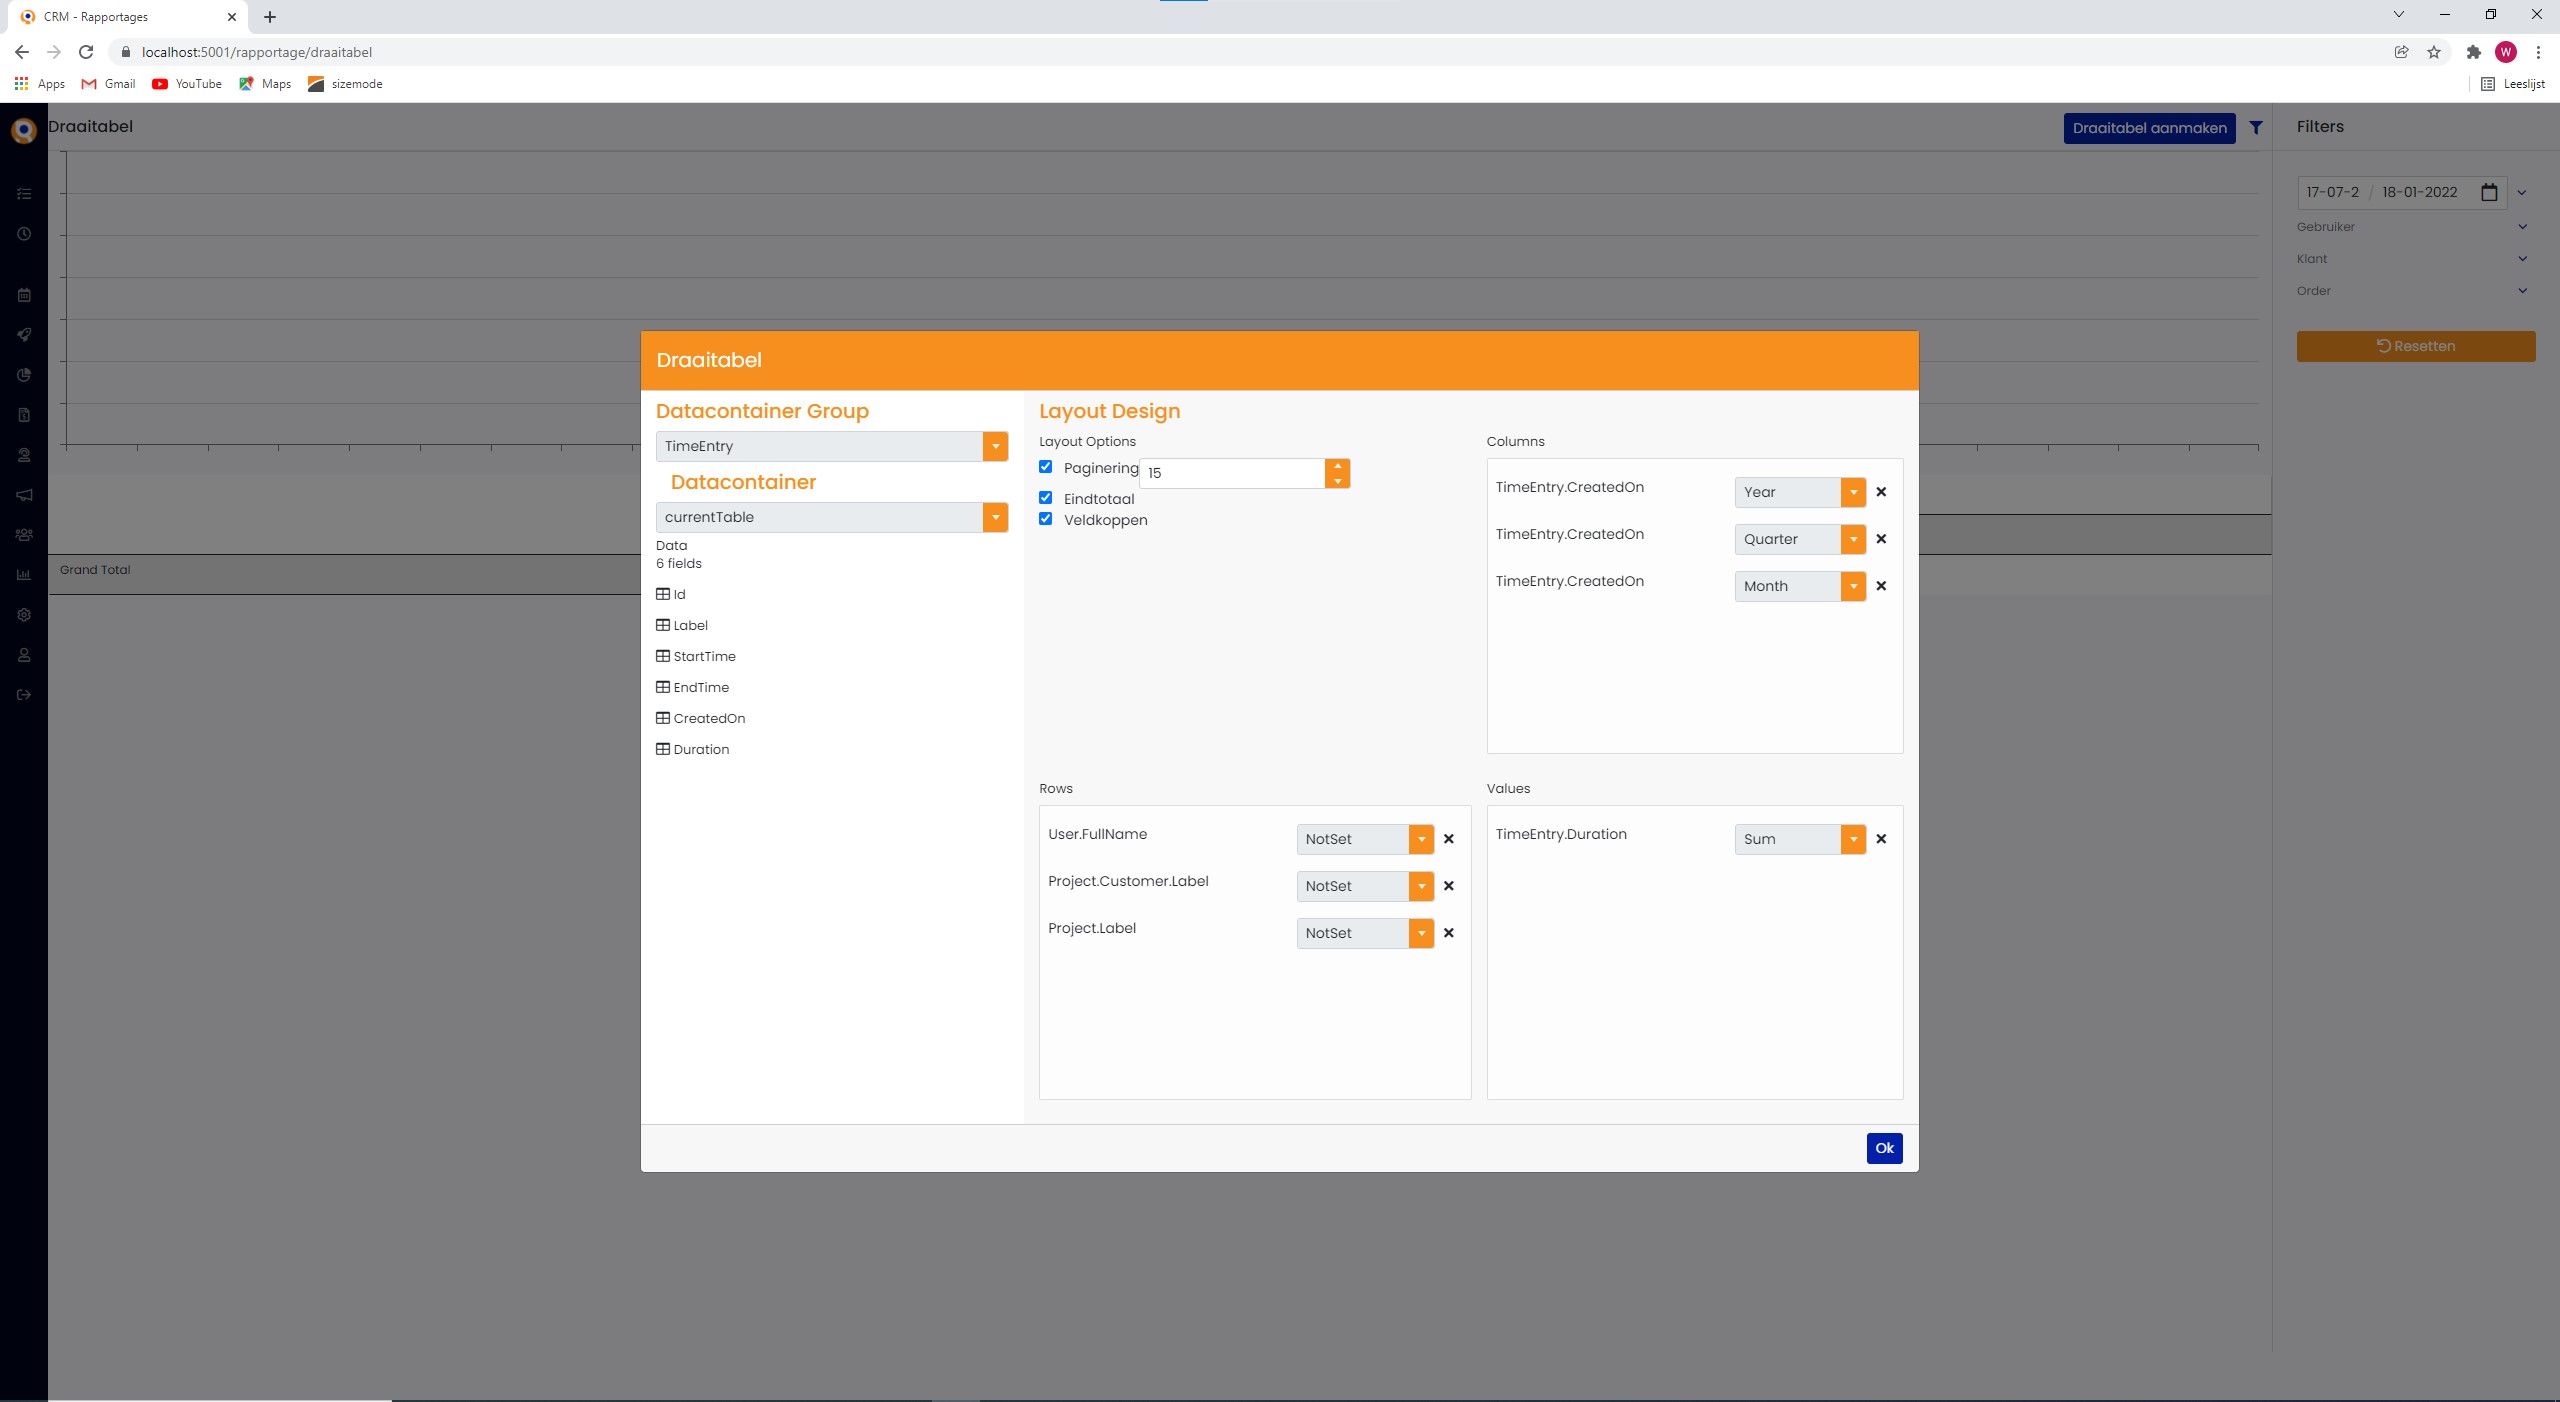 CRM - Rapportages
localhost:5001/rapportage/draaitabel
W
Apps
Gmail
YouTube
Maps
sizemode
Leeslijst
Draaitabel
Draaitabel aanmaken
Filters
17-07-2 / 18-01-2022
Gebruiker
Klant
Order
Resetten
Grand Total
Draaitabel
Datacontainer Group
TimeEntry
Datacontainer
currentTable
Data
6 fields
Id
Label
StartTime
EndTime
CreatedOn
Duration
Layout Design
Layout Options
Paginering 15
Eindtotaal
Veldkoppen
Columns
TimeEntry.CreatedOn Year
TimeEntry.CreatedOn Quarter
TimeEntry.CreatedOn Month
Rows
User.FullName NotSet
Project.Customer.Label NotSet
Project.Label NotSet
Values
TimeEntry.Duration Sum
Ok